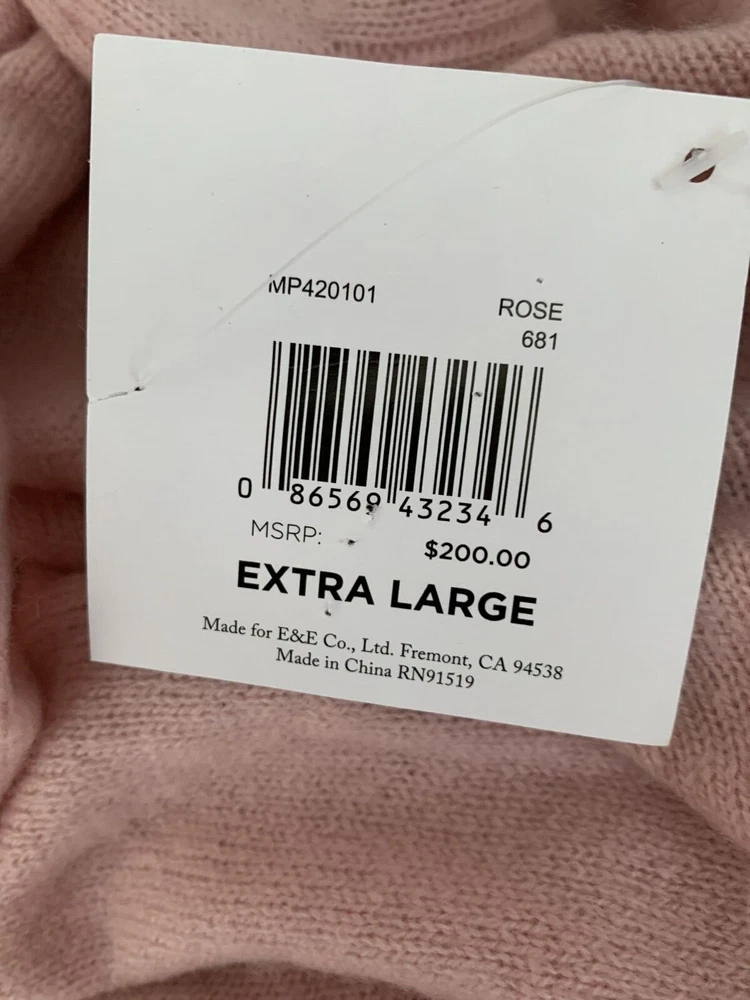 MP420101
ROSE
681
0 86569 43234 6
MSRP: $200.00
EXTRA LARGE
Made for E&E Co., Ltd. Fremont, CA 94538
Made in China RN91519